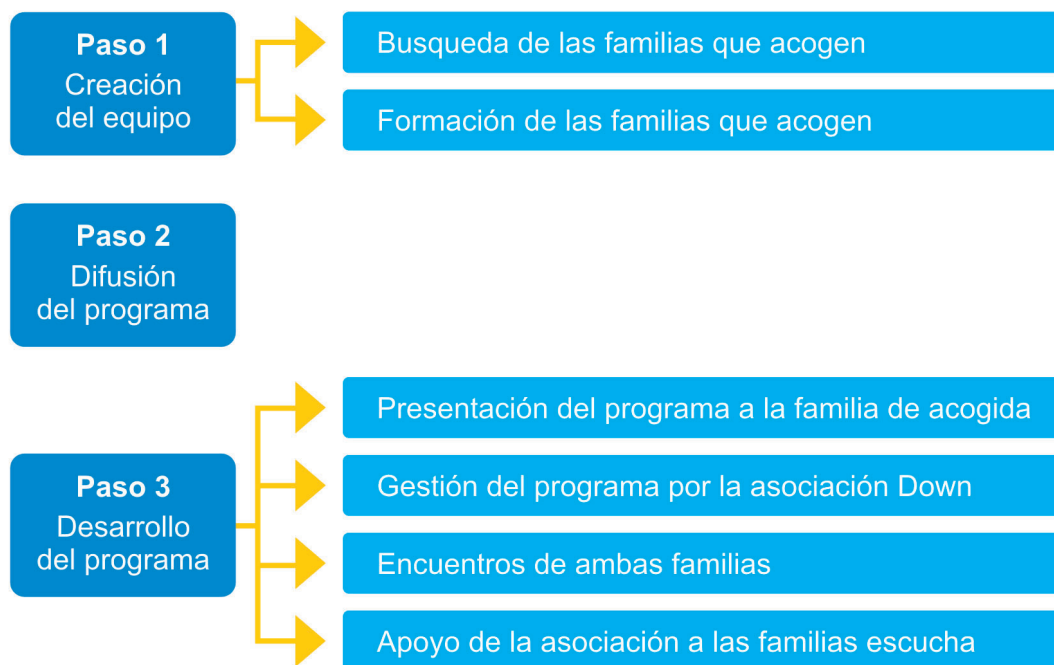 Paso 1
Creación
del equipo
Busqueda de las familias que acogen
Formación de las familias que acogen
Paso 2
Difusión
del programa
Paso 3
Desarrollo
del programa
Presentación del programa a la familia de acogida
Gestión del programa por la asociación Down
Encuentros de ambas familias
Apoyo de la asociación a las familias escucha